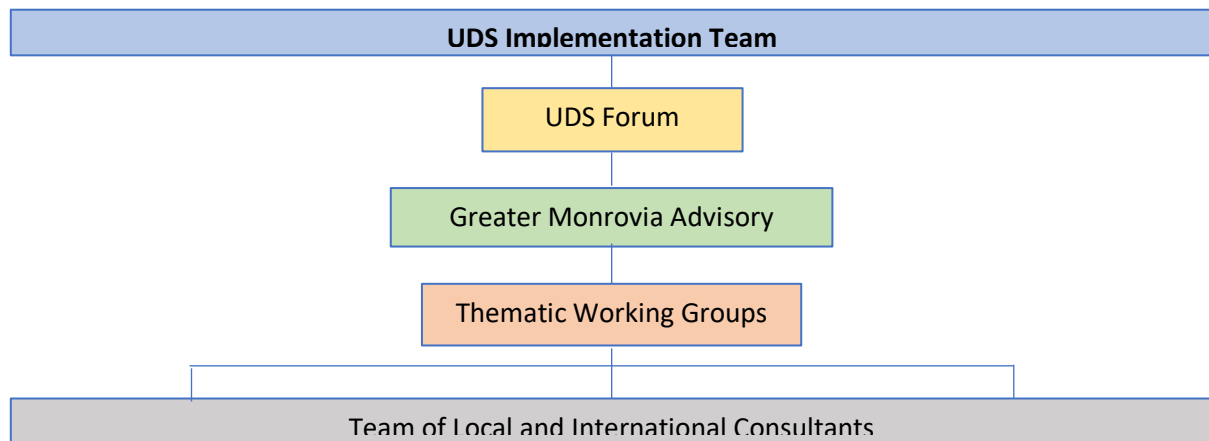 UDS Implementation Team
UDS Forum
Greater Monrovia Advisory
Thematic Working Groups
Team of Local and International Consultants